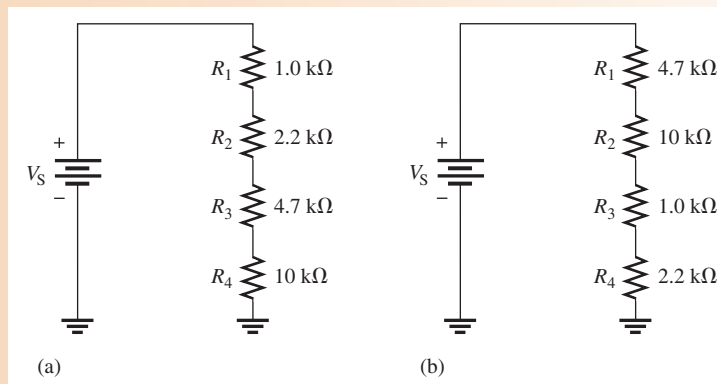 R1 1.0 kΩ
R2 2.2 kΩ
+
VS
−
R3 4.7 kΩ
R4 10 kΩ
(a)
R1 4.7 kΩ
R2 10 kΩ
+
VS
−
R3 1.0 kΩ
R4 2.2 kΩ
(b)